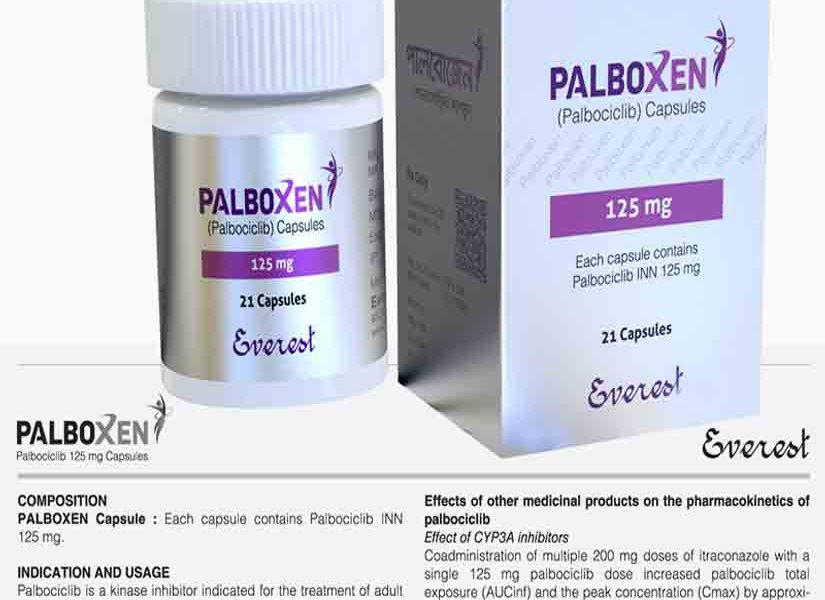 PALBOXEN
(Palbociclib) Capsules
125 mg
21 Capsules
Everest
পালবোজেন
Rx Only
PALBOXEN
(Palbociclib) Capsules
125 mg
Each capsule contains
Palbociclib INN 125 mg
21 Capsules
Everest
PALBOXEN
Palbociclib 125 mg Capsules
Everest
COMPOSITION
PALBOXEN Capsule : Each capsule contains Palbociclib INN
125 mg.
INDICATION AND USAGE
Palbociclib is a kinase inhibitor indicated for the treatment of adult
Effects of other medicinal products on the pharmacokinetics of
palbociclib
Effect of CYP3A inhibitors
Coadministration of multiple 200 mg doses of itraconazole with a
single 125 mg palbociclib dose increased palbociclib total
exposure (AUCinf) and the peak concentration (Cmax) by approxi-